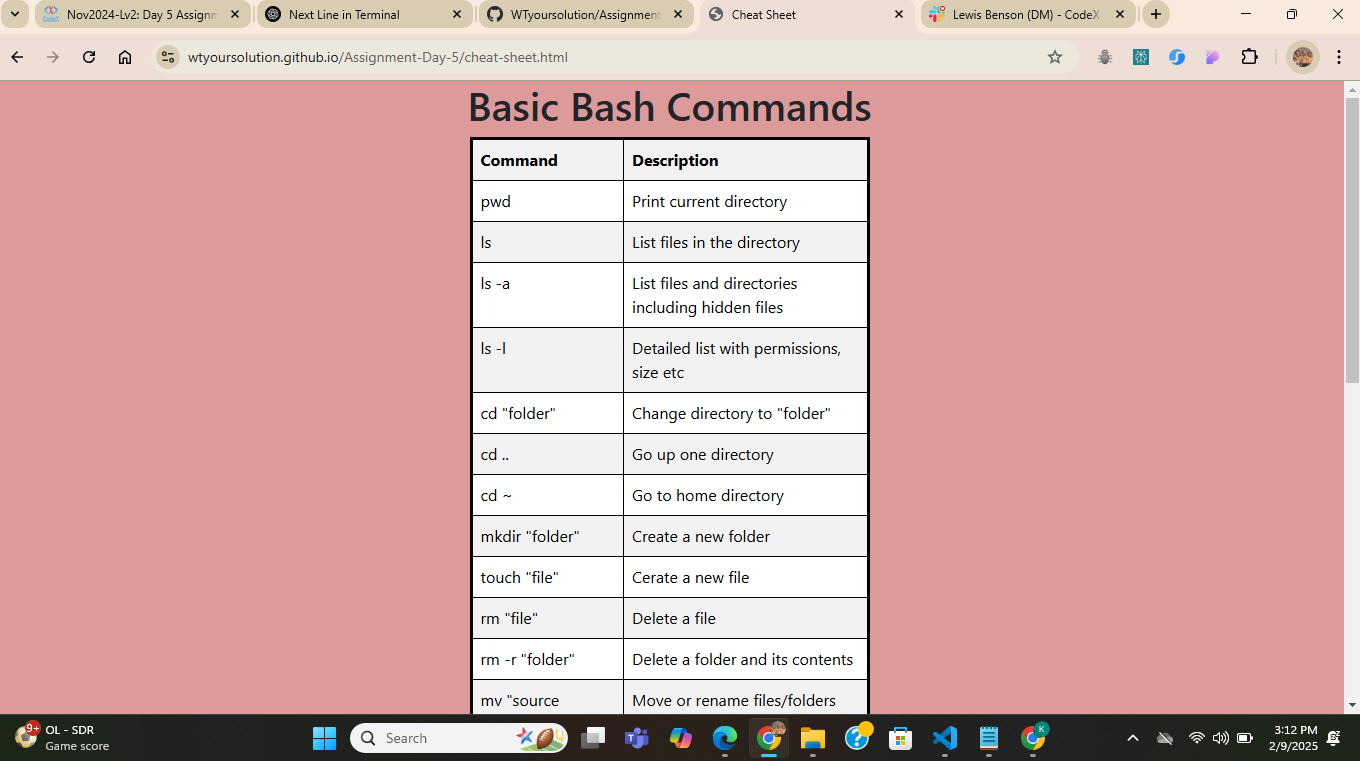 Nov2024-Lv2: Day 5 Assignm
Next Line in Terminal
WTyoursolution/Assignment
Cheat Sheet
Lewis Benson (DM) - CodeX
wtyoursolution.github.io/Assignment-Day-5/cheat-sheet.html
Basic Bash Commands
Command Description
pwd Print current directory
ls List files in the directory
ls -a List files and directories
including hidden files
ls -l Detailed list with permissions,
size etc
cd "folder" Change directory to "folder"
cd .. Go up one directory
cd ~ Go to home directory
mkdir "folder" Create a new folder
touch "file" Cerate a new file
rm "file" Delete a file
rm -r "folder" Delete a folder and its contents
mv "source Move or rename files/folders
9+
OL - SDR
Game score
Search
K
3:12 PM
2/9/2025